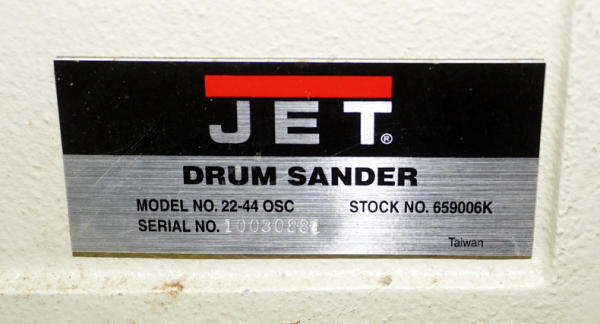 JET®
DRUM SANDER
MODEL NO. 22-44 OSC STOCK NO. 659006K
SERIAL NO. 10030881
Taiwan